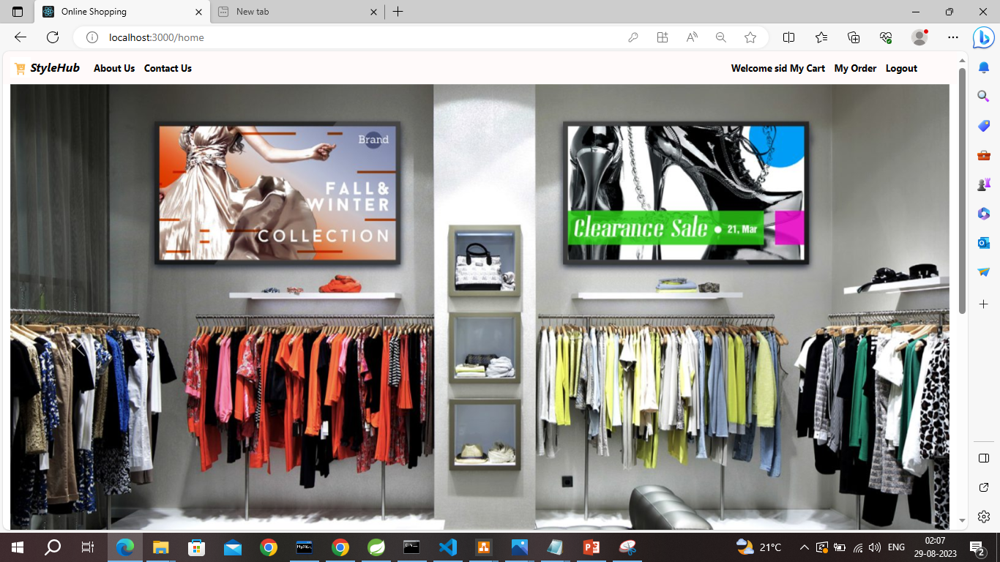 Online Shopping
New tab
localhost:3000/home
StyleHub About Us Contact Us Welcome sid My Cart My Order Logout
Brand
FALL&
WINTER
COLLECTION
Clearance Sale • 21, Mar
21°C
ENG
02:07
29-08-2023
2